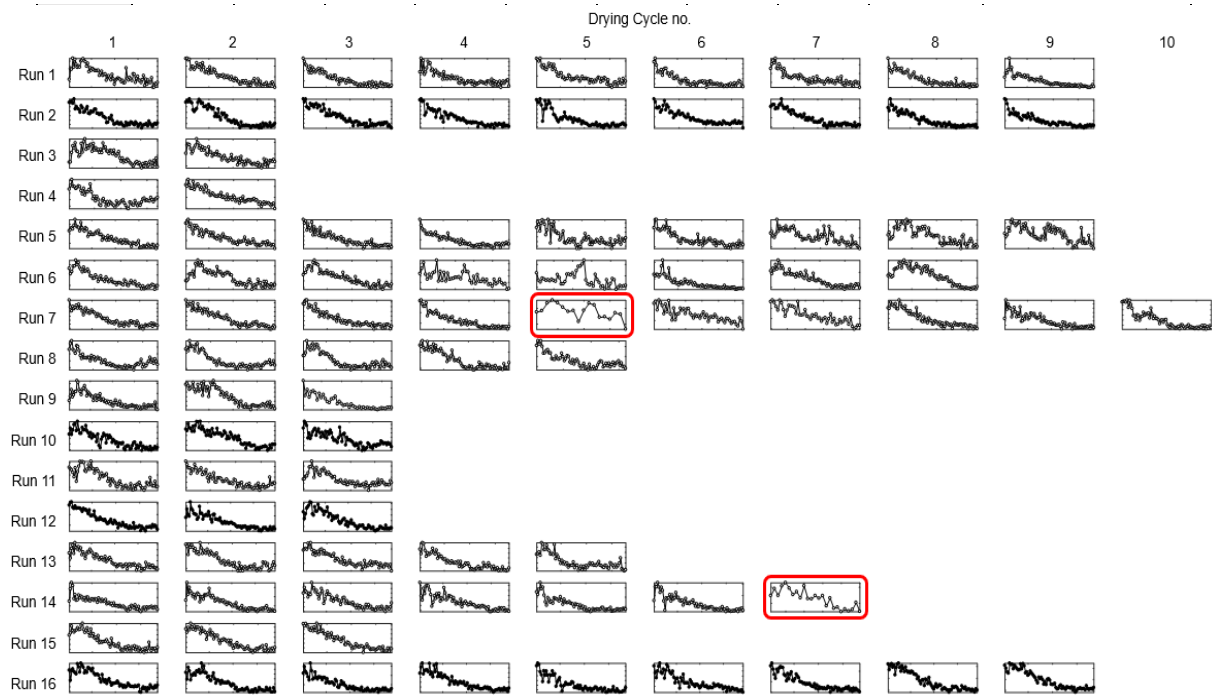 Drying Cycle no.
1 2 3 4 5 6 7 8 9 10
Run 1
Run 2
Run 3
Run 4
Run 5
Run 6
Run 7
Run 8
Run 9
Run 10
Run 11
Run 12
Run 13
Run 14
Run 15
Run 16